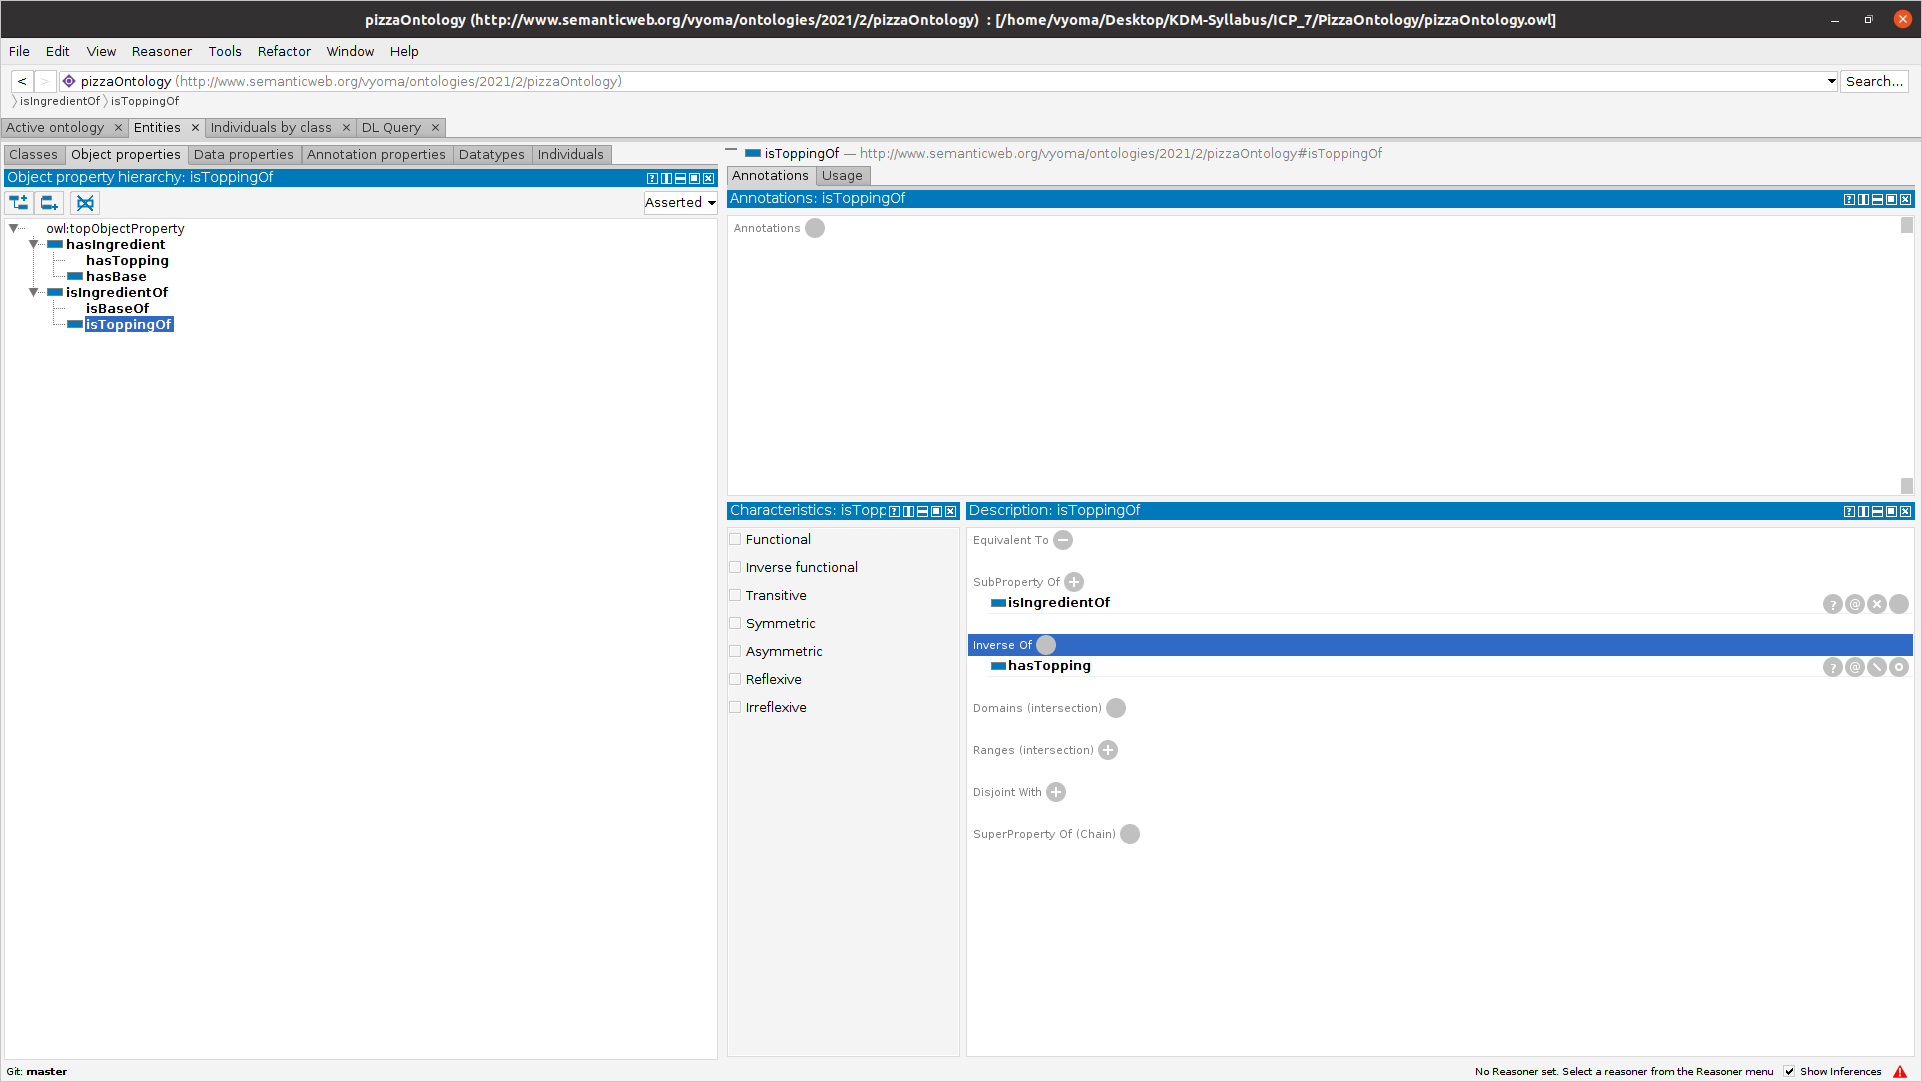 pizzaOntology (http://www.semanticweb.org/vyoma/ontologies/2021/2/pizzaOntology) : [/home/vyoma/Desktop/KDM-Syllabus/ICP_7/PizzaOntology/pizzaOntology.owl]
File Edit View Reasoner Tools Refactor Window Help
< > pizzaOntology (http://www.semanticweb.org/vyoma/ontologies/2021/2/pizzaOntology) Search...
isIngredientOf isToppingOf
Active ontology × Entities × Individuals by class × DL Query ×
Classes Object properties Data properties Annotation properties Datatypes Individuals
Object property hierarchy: isToppingOf
Asserted
owl:topObjectProperty
hasIngredient
hasTopping
hasBase
isIngredientOf
isBaseOf
isToppingOf
isToppingOf — http://www.semanticweb.org/vyoma/ontologies/2021/2/pizzaOntology#isToppingOf
Annotations Usage
Annotations: isToppingOf
Annotations
Characteristics: isTopp
Functional
Inverse functional
Transitive
Symmetric
Asymmetric
Reflexive
Irreflexive
Description: isToppingOf
Equivalent To
SubProperty Of
isIngredientOf
Inverse Of
hasTopping
Domains (intersection)
Ranges (intersection)
Disjoint With
SuperProperty Of (Chain)
Git: master
No Reasoner set. Select a reasoner from the Reasoner menu Show Inferences